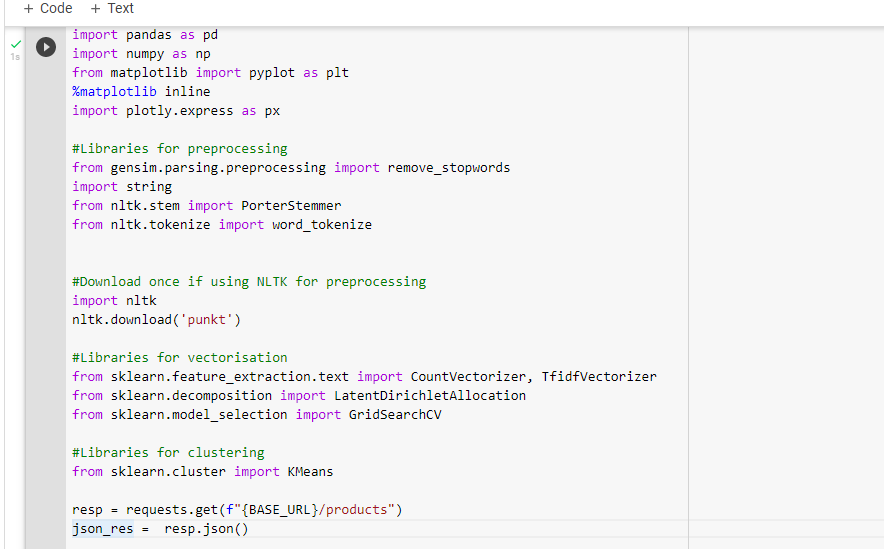 + Code + Text
import pandas as pd
1s
import numpy as np
from matplotlib import pyplot as plt
%matplotlib inline
import plotly.express as px
#Libraries for preprocessing
from gensim.parsing.preprocessing import remove_stopwords
import string
from nltk.stem import PorterStemmer
from nltk.tokenize import word_tokenize
#Download once if using NLTK for preprocessing
import nltk
nltk.download('punkt')
#Libraries for vectorisation
from sklearn.feature_extraction.text import CountVectorizer, TfidfVectorizer
from sklearn.decomposition import LatentDirichletAllocation
from sklearn.model_selection import GridSearchCV
#Libraries for clustering
from sklearn.cluster import KMeans
resp = requests.get(f"{BASE_URL}/products")
json_res =  resp.json()